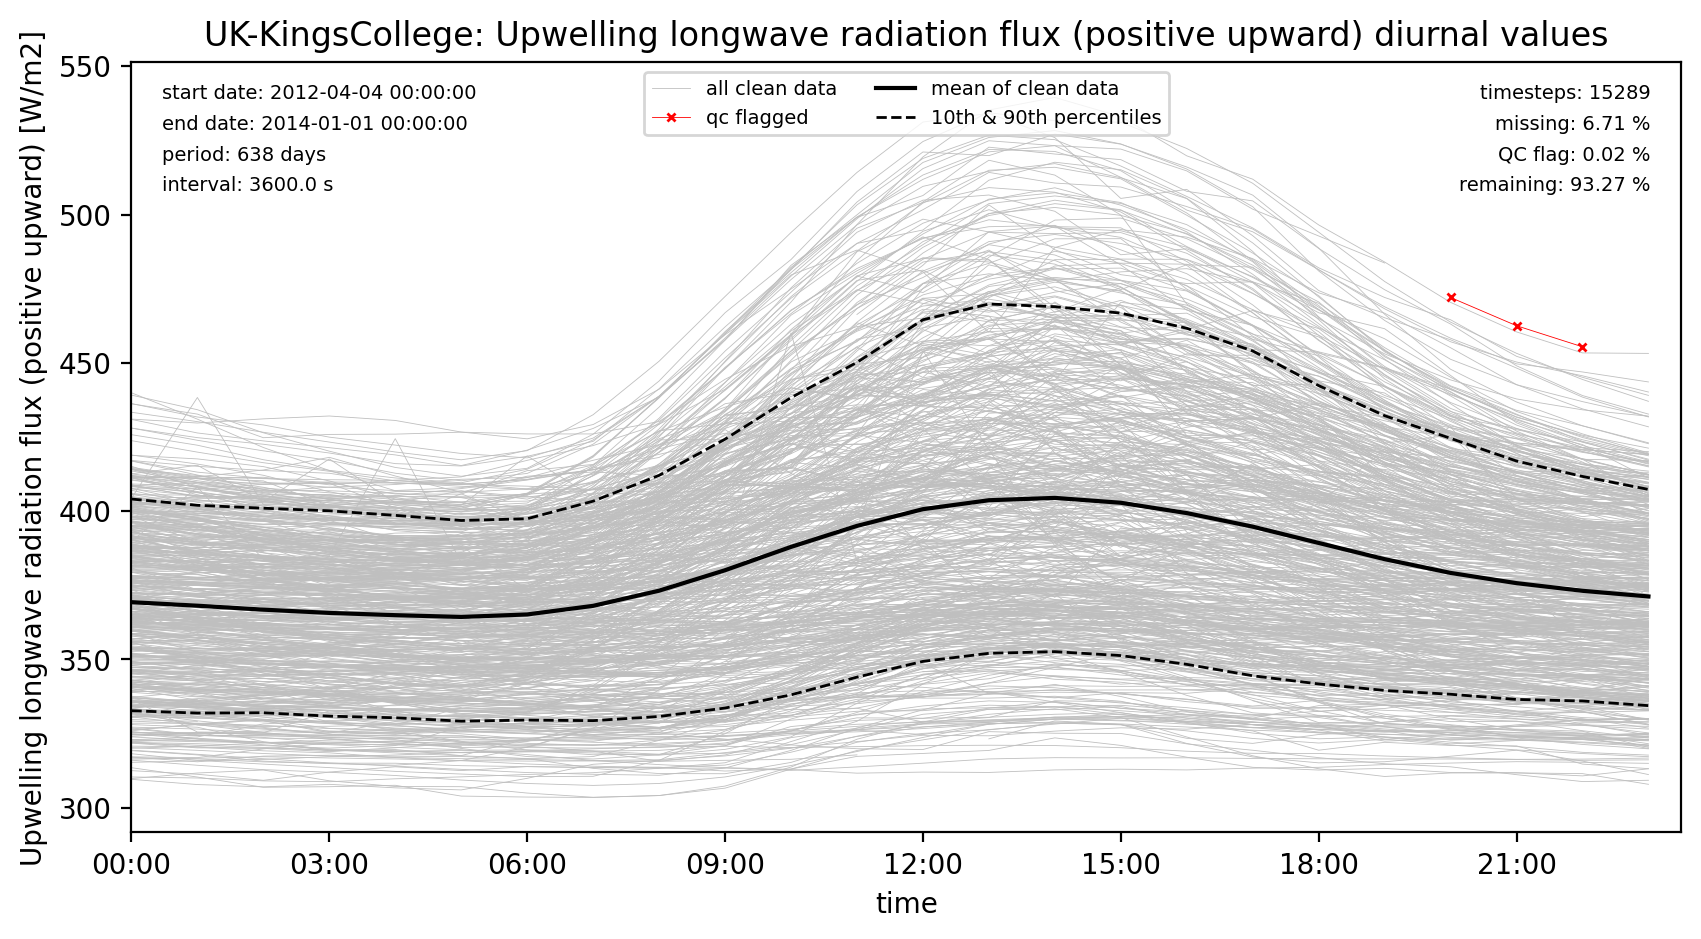 UK-KingsCollege: Upwelling longwave radiation flux (positive upward) diurnal values
Upwelling longwave radiation flux (positive upward) [W/m2]
550
500
450
400
350
300
start date: 2012-04-04 00:00:00
end date: 2014-01-01 00:00:00
period: 638 days
interval: 3600.0 s
all clean data
qc flagged
mean of clean data
10th & 90th percentiles
timesteps: 15289
missing: 6.71 %
QC flag: 0.02 %
remaining: 93.27 %
00:00 03:00 06:00 09:00 12:00 15:00 18:00 21:00
time